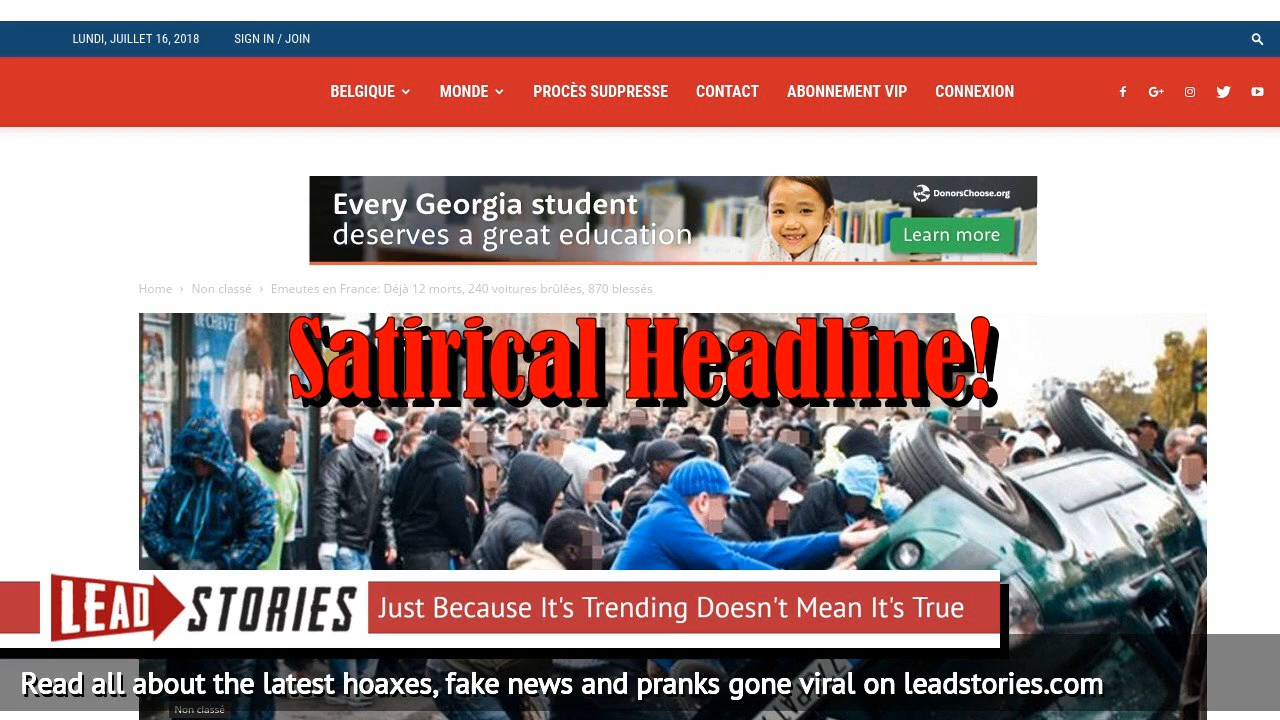 LUNDI, JUILLET 16, 2018 SIGN IN / JOIN
BELGIQUE MONDE PROCÈS SUDPRESSE CONTACT ABONNEMENT VIP CONNEXION
Every Georgia student
deserves a great education
DonorsChoose.org
Learn more
Home › Non classé › Emeutes en France: Déjà 12 morts, 240 voitures brûlées, 870 blessés
DE CHEVET
Satirical Headline!
LEAD STORIES
Just Because It's Trending Doesn't Mean It's True
Read all about the latest hoaxes, fake news and pranks gone viral on leadstories.com
Non classé